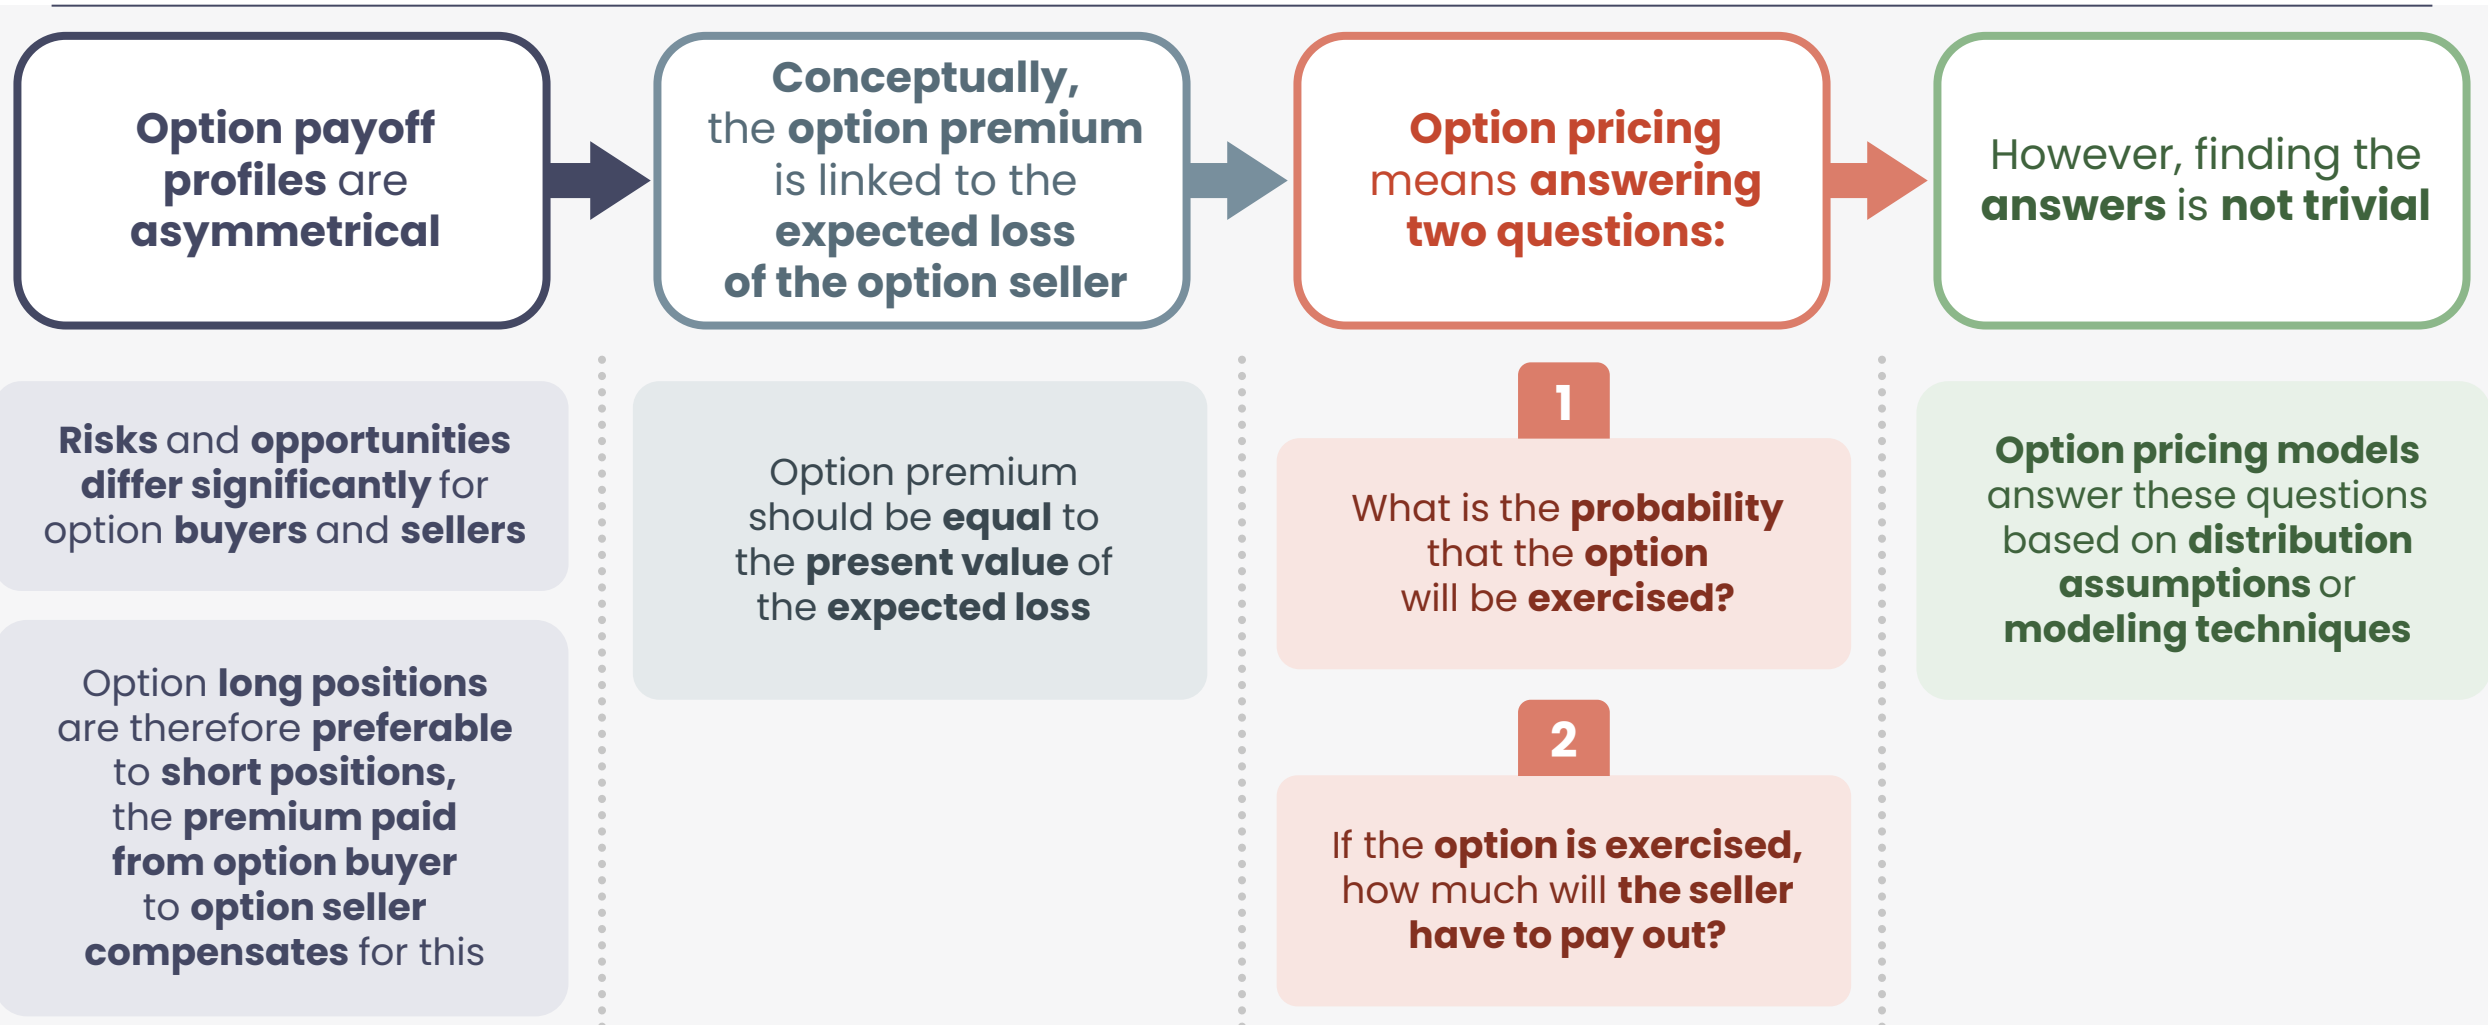 Option payoff
profiles are
asymmetrical
Conceptually,
the option premium
is linked to the
expected loss
of the option seller
Option pricing
means answering
two questions:
However, finding the
answers is not trivial
Risks and opportunities
differ significantly for
option buyers and sellers
Option long positions
are therefore preferable
to short positions,
the premium paid
from option buyer
to option seller
compensates for this
Option premium
should be equal to
the present value of
the expected loss
1
What is the probability
that the option
will be exercised?
2
If the option is exercised,
how much will the seller
have to pay out?
Option pricing models
answer these questions
based on distribution
assumptions or
modeling techniques